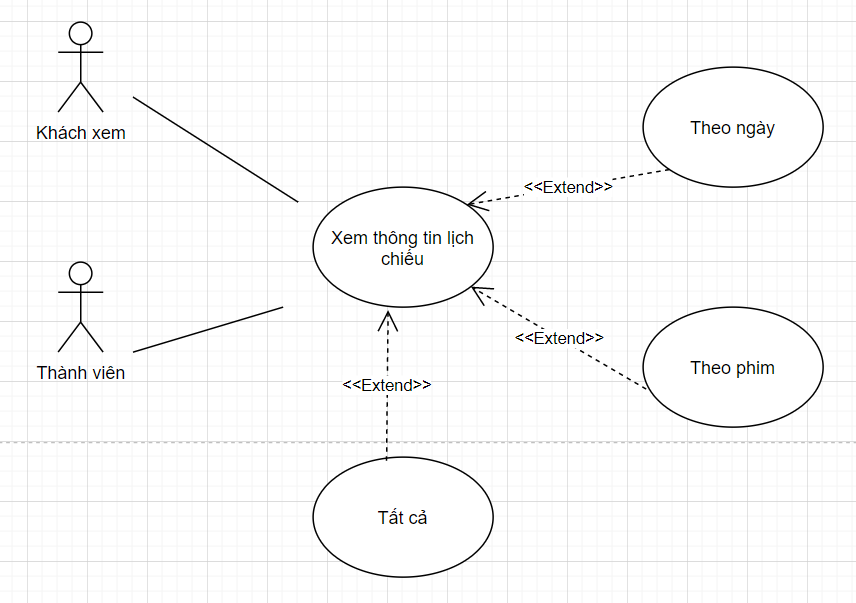 Khách xem
Theo ngày
<<Extend>>
Xem thông tin lịch
chiếu
Thành viên
<<Extend>>
Theo phim
<<Extend>>
Tất cả